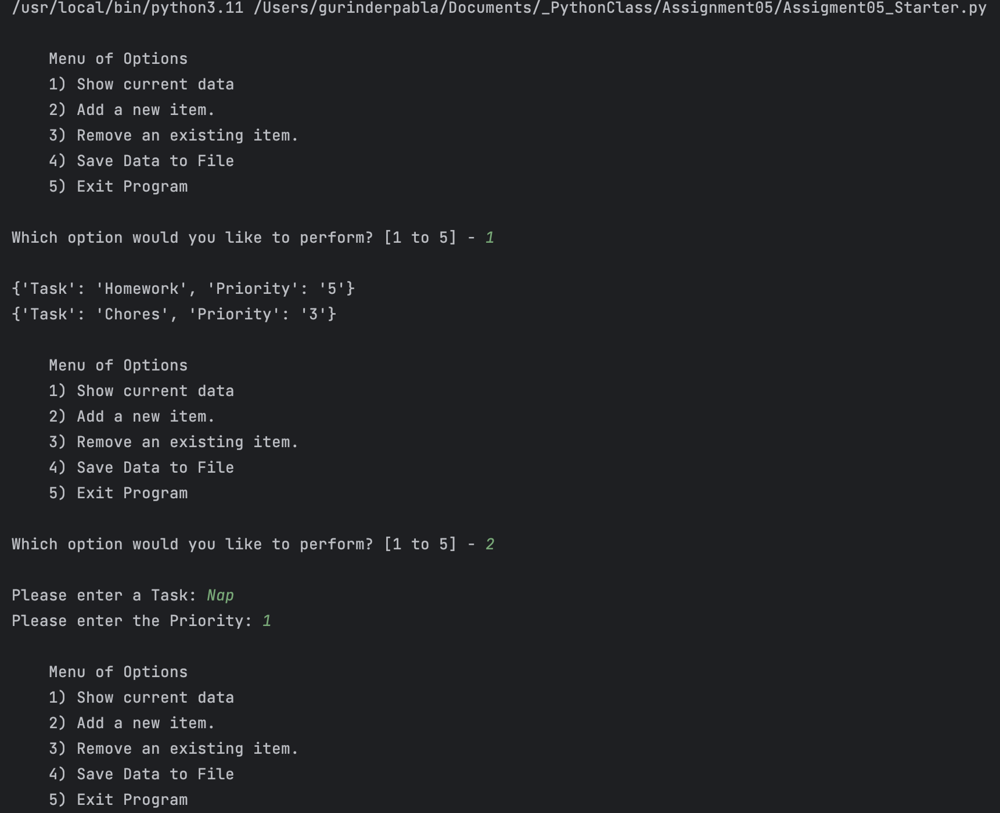 /usr/local/bin/python3.11 /Users/gurinderpabla/Documents/_PythonClass/Assignment05/Assigment05_Starter.py
Menu of Options
1) Show current data
2) Add a new item.
3) Remove an existing item.
4) Save Data to File
5) Exit Program
Which option would you like to perform? [1 to 5] - 1
{'Task': 'Homework', 'Priority': '5'}
{'Task': 'Chores', 'Priority': '3'}
Menu of Options
1) Show current data
2) Add a new item.
3) Remove an existing item.
4) Save Data to File
5) Exit Program
Which option would you like to perform? [1 to 5] - 2
Please enter a Task: Nap
Please enter the Priority: 1
Menu of Options
1) Show current data
2) Add a new item.
3) Remove an existing item.
4) Save Data to File
5) Exit Program